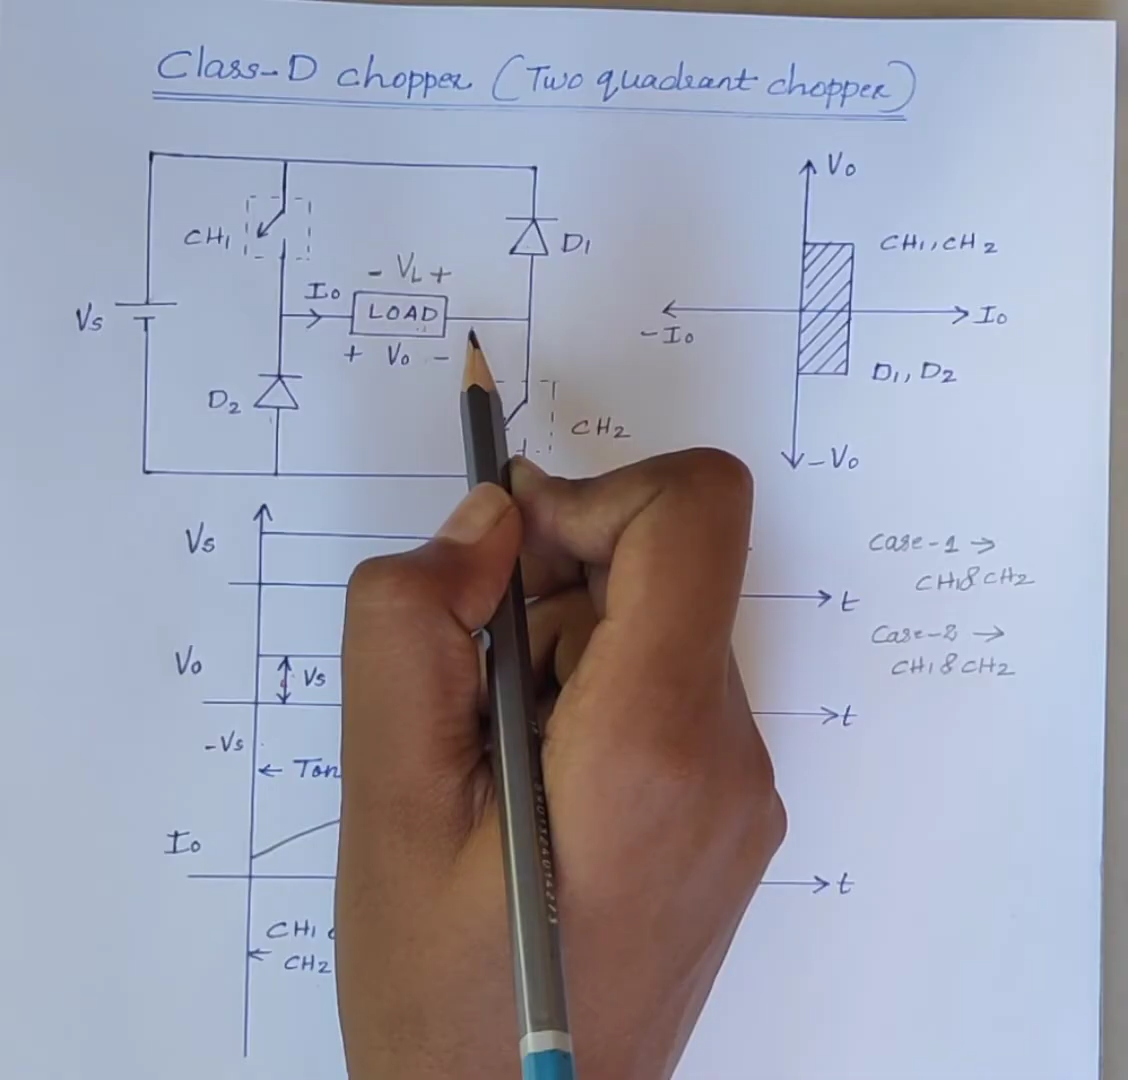 Class-D chopper (Two quadrant chopper)
CH1
Vs
Io
- VL +
LOAD
+ Vo -
D1
D2
CH2
Vo
CH1, CH2
-Io
Io
D1, D2
-Vo
Vs
t
Vo
Vs
t
-Vs
← Ton
Io
t
CH1
CH2
Case-1 →
CH1 & CH2
Case-2 →
CH1 & CH2